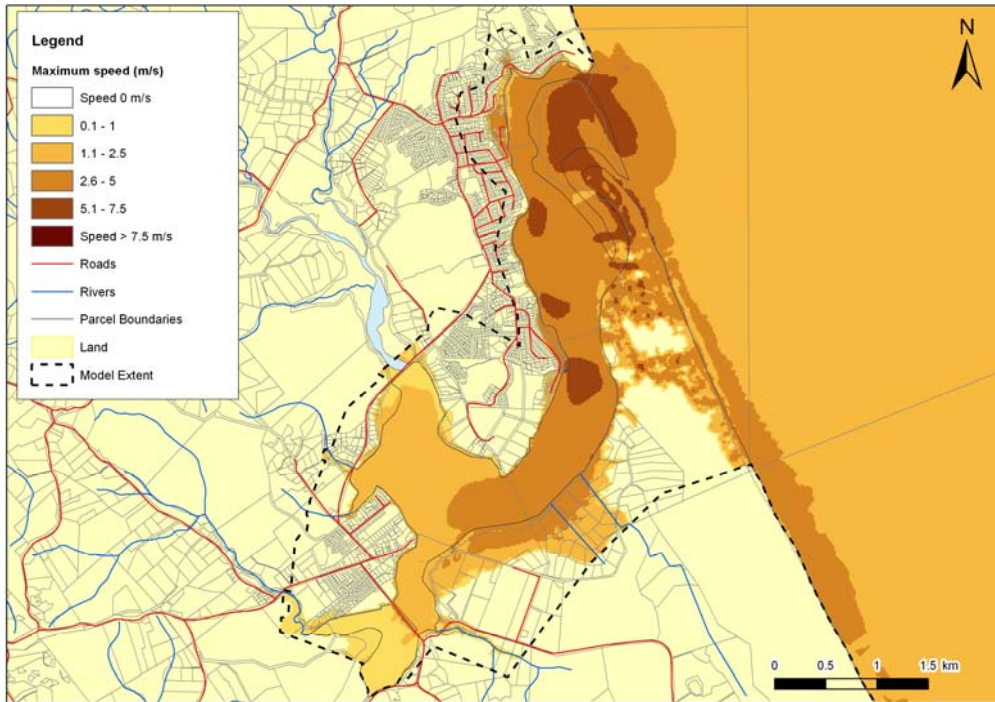 Legend
Maximum speed (m/s)
Speed 0 m/s
0.1 - 1
1.1 - 2.5
2.6 - 5
5.1 - 7.5
Speed > 7.5 m/s
Roads
Rivers
Parcel Boundaries
Land
Model Extent
N
0 0.5 1 1.5 km